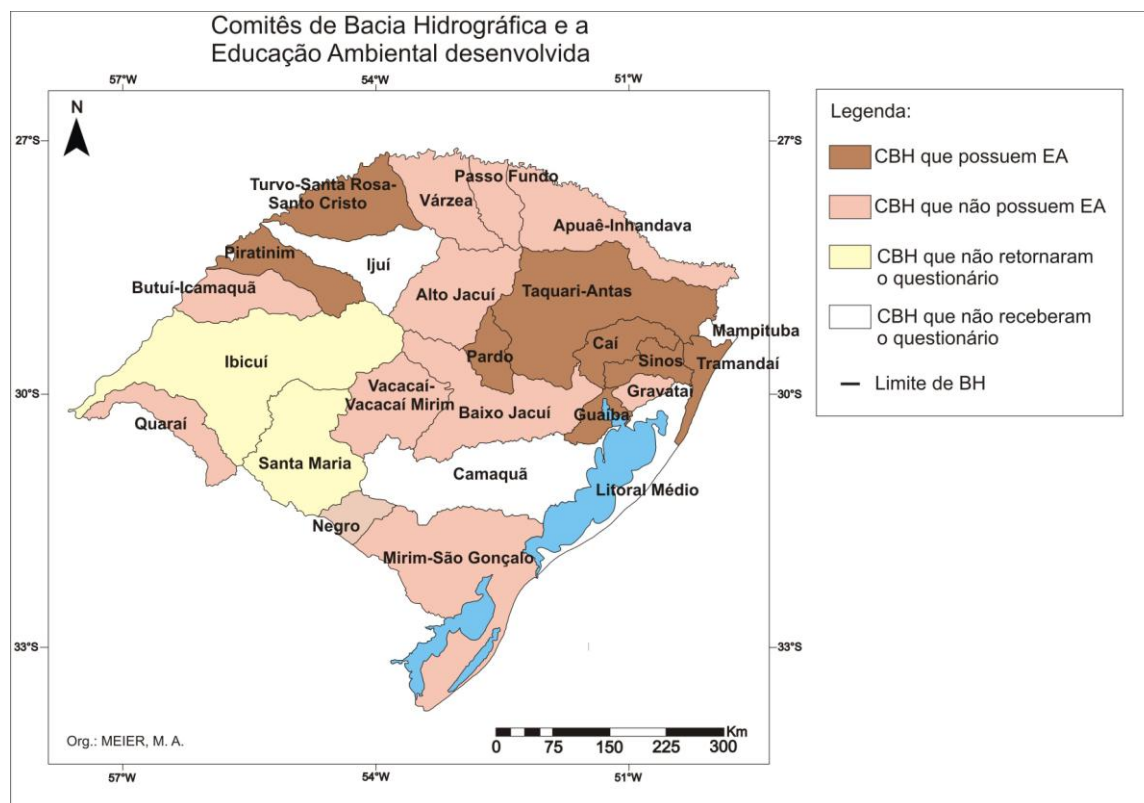 Comitês de Bacia Hidrográfica e a
Educação Ambiental desenvolvida
57°W
54°W
51°W
N
27°S
27°S
30°S
30°S
33°S
33°S
Turvo-Santa Rosa-
Santo Cristo
Várzea
Passo Fundo
Apuaê-Inhandava
Piratinim
Ijuí
Butuí-Icamaquã
Alto Jacuí
Taquari-Antas
Mampituba
Ibicuí
Pardo
Caí
Sinos
Tramandaí
Vacacaí-
Vacacaí Mirim
Baixo Jacuí
Gravataí
Guaíba
Quaraí
Santa Maria
Camaquã
Litoral Médio
Negro
Mirim-São Gonçalo
Org.: MEIER, M. A.
Km
0 75 150 225 300
57°W
54°W
51°W
Legenda:
CBH que possuem EA
CBH que não possuem EA
CBH que não retornaram
o questionário
CBH que não receberam
o questionário
Limite de BH